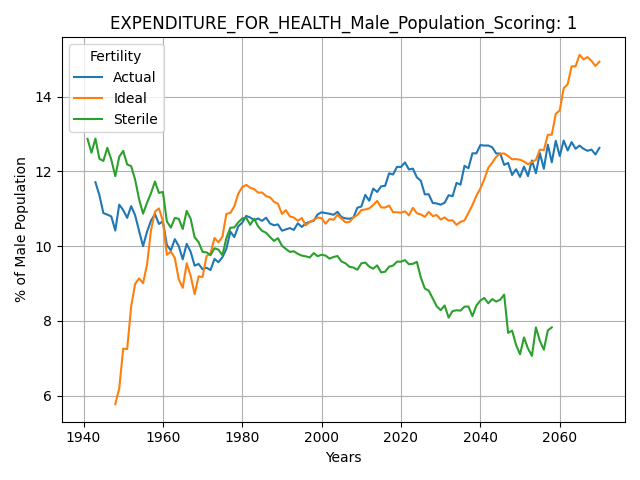 EXPENDITURE_FOR_HEALTH_Male_Population_Scoring: 1
Fertility
Actual
Ideal
Sterile
% of Male Population
14
12
10
8
6
1940 1960 1980 2000 2020 2040 2060
Years